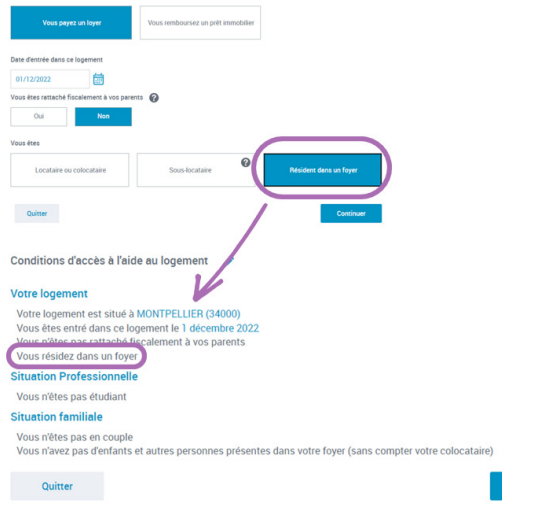 Vous payez un loyer
Vous remboursez un prêt immobilier
Date d'entrée dans ce logement
01/12/2022
Vous êtes rattaché fiscalement à vos parents ?
Oui
Non
Vous êtes
Locataire ou colocataire
Sous-locataire
?
Résident dans un foyer
Quitter
Continuer
Conditions d'accès à l'aide au logement
Votre logement
Votre logement est situé à MONTPELLIER (34000)
Vous êtes entré dans ce logement le 1 décembre 2022
Vous n'êtes pas rattaché fiscalement à vos parents
Vous résidez dans un foyer
Situation Professionnelle
Vous n'êtes pas étudiant
Situation familiale
Vous n'êtes pas en couple
Vous n'avez pas d'enfants et autres personnes présentes dans votre foyer (sans compter votre colocataire)
Quitter